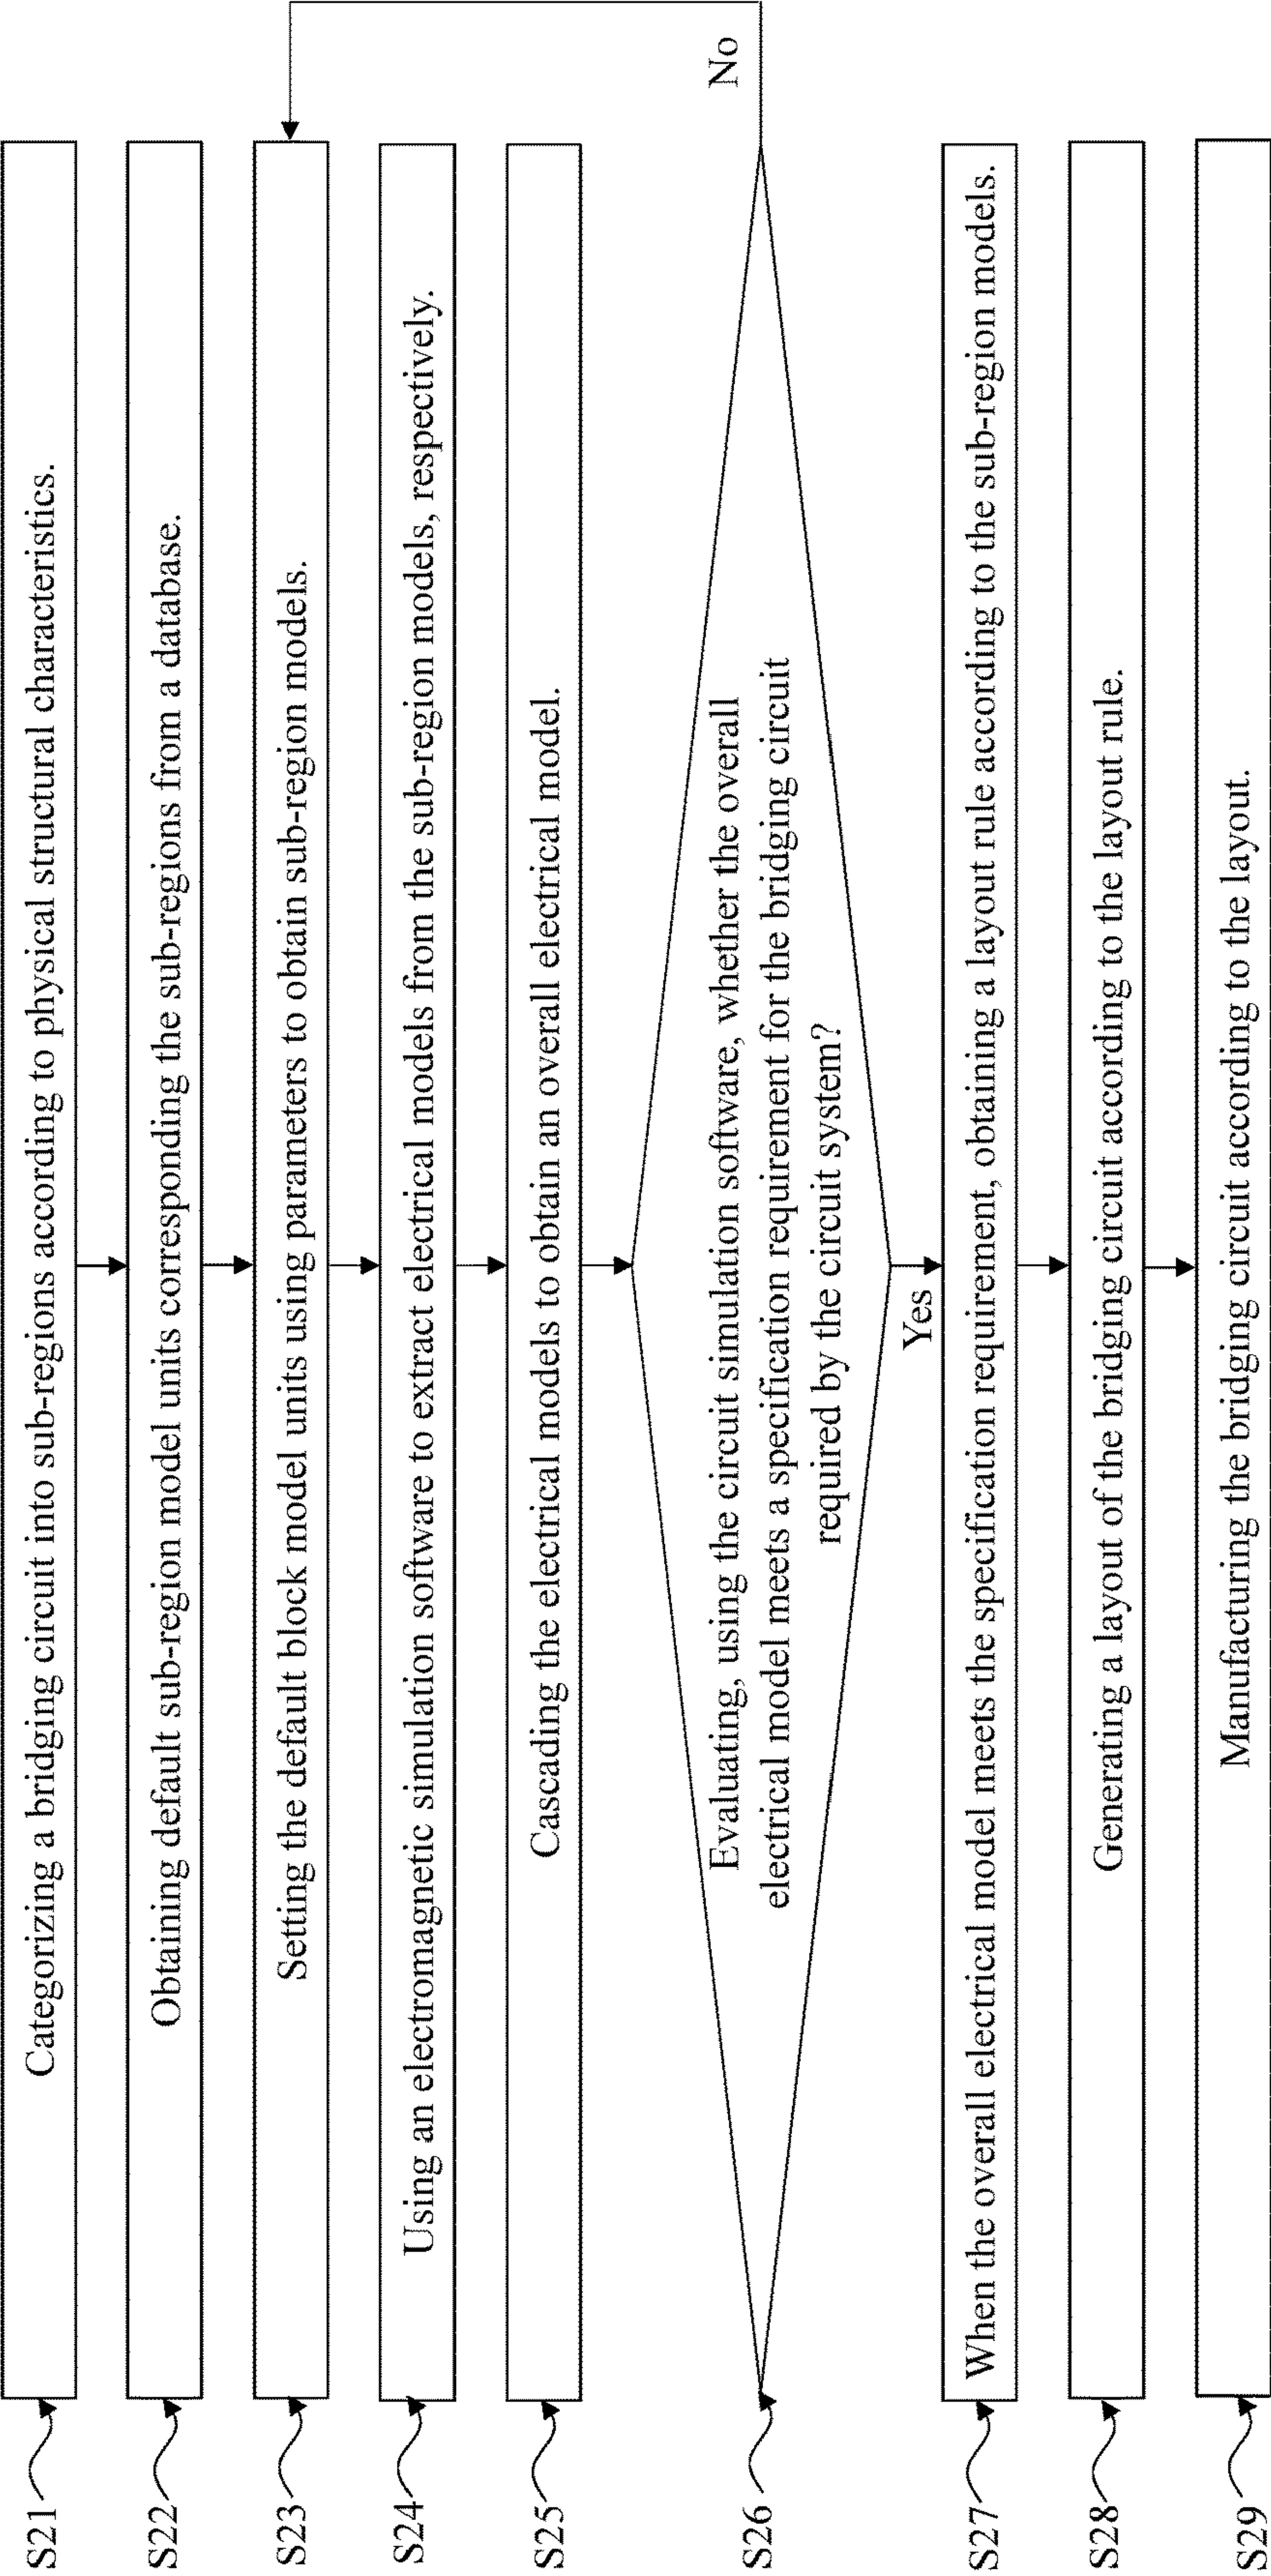 S21
Categorizing a bridging circuit into sub-regions according to physical structural characteristics.
S22
Obtaining default sub-region model units corresponding the sub-regions from a database.
S23
Setting the default block model units using parameters to obtain sub-region models.
S24
Using an electromagnetic simulation software to extract electrical models from the sub-region models, respectively.
S25
Cascading the electrical models to obtain an overall electrical model.
S26
Evaluating, using the circuit simulation software, whether the overall
electrical model meets a specification requirement for the bridging circuit
required by the circuit system?
No
Yes
S27
When the overall electrical model meets the specification requirement, obtaining a layout rule according to the sub-region models.
S28
Generating a layout of the bridging circuit according to the layout rule.
S29
Manufacturing the bridging circuit according to the layout.